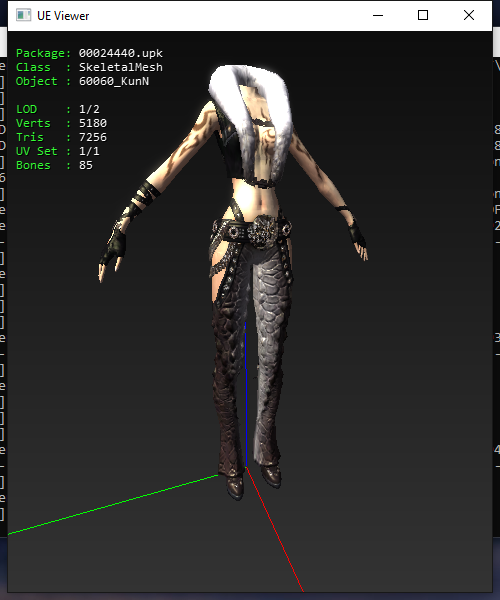 UE Viewer
Package: 00024440.upk
Class : SkeletalMesh
Object : 60060_KunN
LOD : 1/2
Verts : 5180
Tris : 7256
UV Set : 1/1
Bones : 85